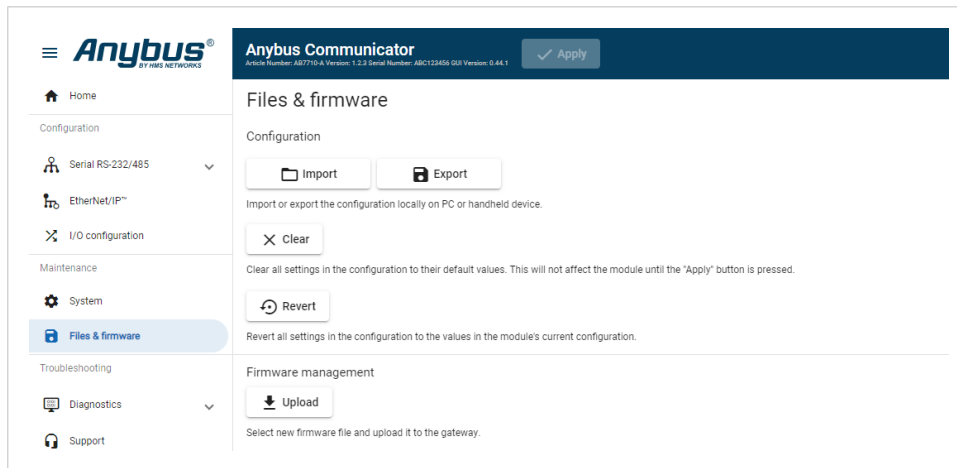 Anybus®
BY HMS NETWORKS
Anybus Communicator
Article Number: AB7710-A Version: 1.2.3 Serial Number: ABC123456 GUI Version: 0.44.1
Apply
Home
Configuration
Serial RS-232/485
EtherNet/IP™
I/O configuration
Maintenance
System
Files & firmware
Troubleshooting
Diagnostics
Support
Files & firmware
Configuration
Import
Export
Import or export the configuration locally on PC or handheld device.
Clear
Clear all settings in the configuration to their default values. This will not affect the module until the "Apply" button is pressed.
Revert
Revert all settings in the configuration to the values in the module's current configuration.
Firmware management
Upload
Select new firmware file and upload it to the gateway.